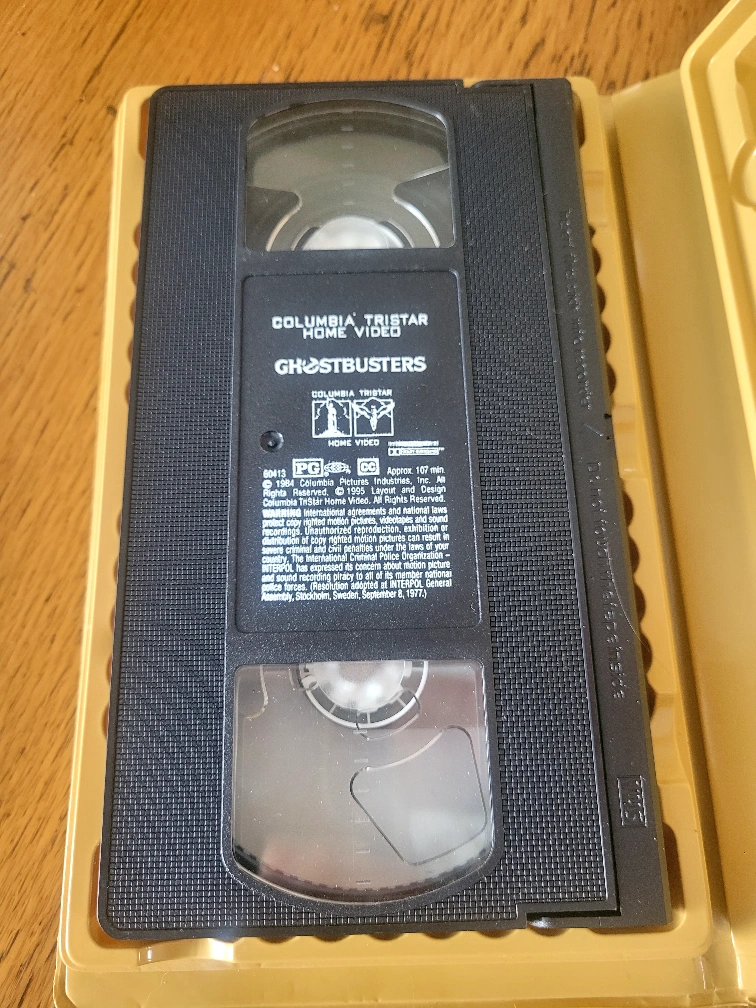 COLUMBIA TRISTAR
HOME VIDEO
GHOSTBUSTERS
COLUMBIA TRISTAR
HOME VIDEO
60413 PG CC Approx. 107 min.
© 1984 Columbia Pictures Industries, Inc. All
Rights Reserved. © 1995 Layout and Design
Columbia TriStar Home Video. All Rights Reserved.
WARNING International agreements and national laws
protect copy righted motion pictures, videotapes and sound
recordings. Unauthorized reproduction, exhibition or
distribution of copy righted motion pictures can result in
severe criminal and civil penalties under the laws of your
country. The International Criminal Police Organization –
INTERPOL has expressed its concern about motion picture
and sound recording piracy to all of its member national
police forces. (Resolution adopted at INTERPOL General
Assembly, Stockholm, Sweden, September 8, 1977.)
VHS